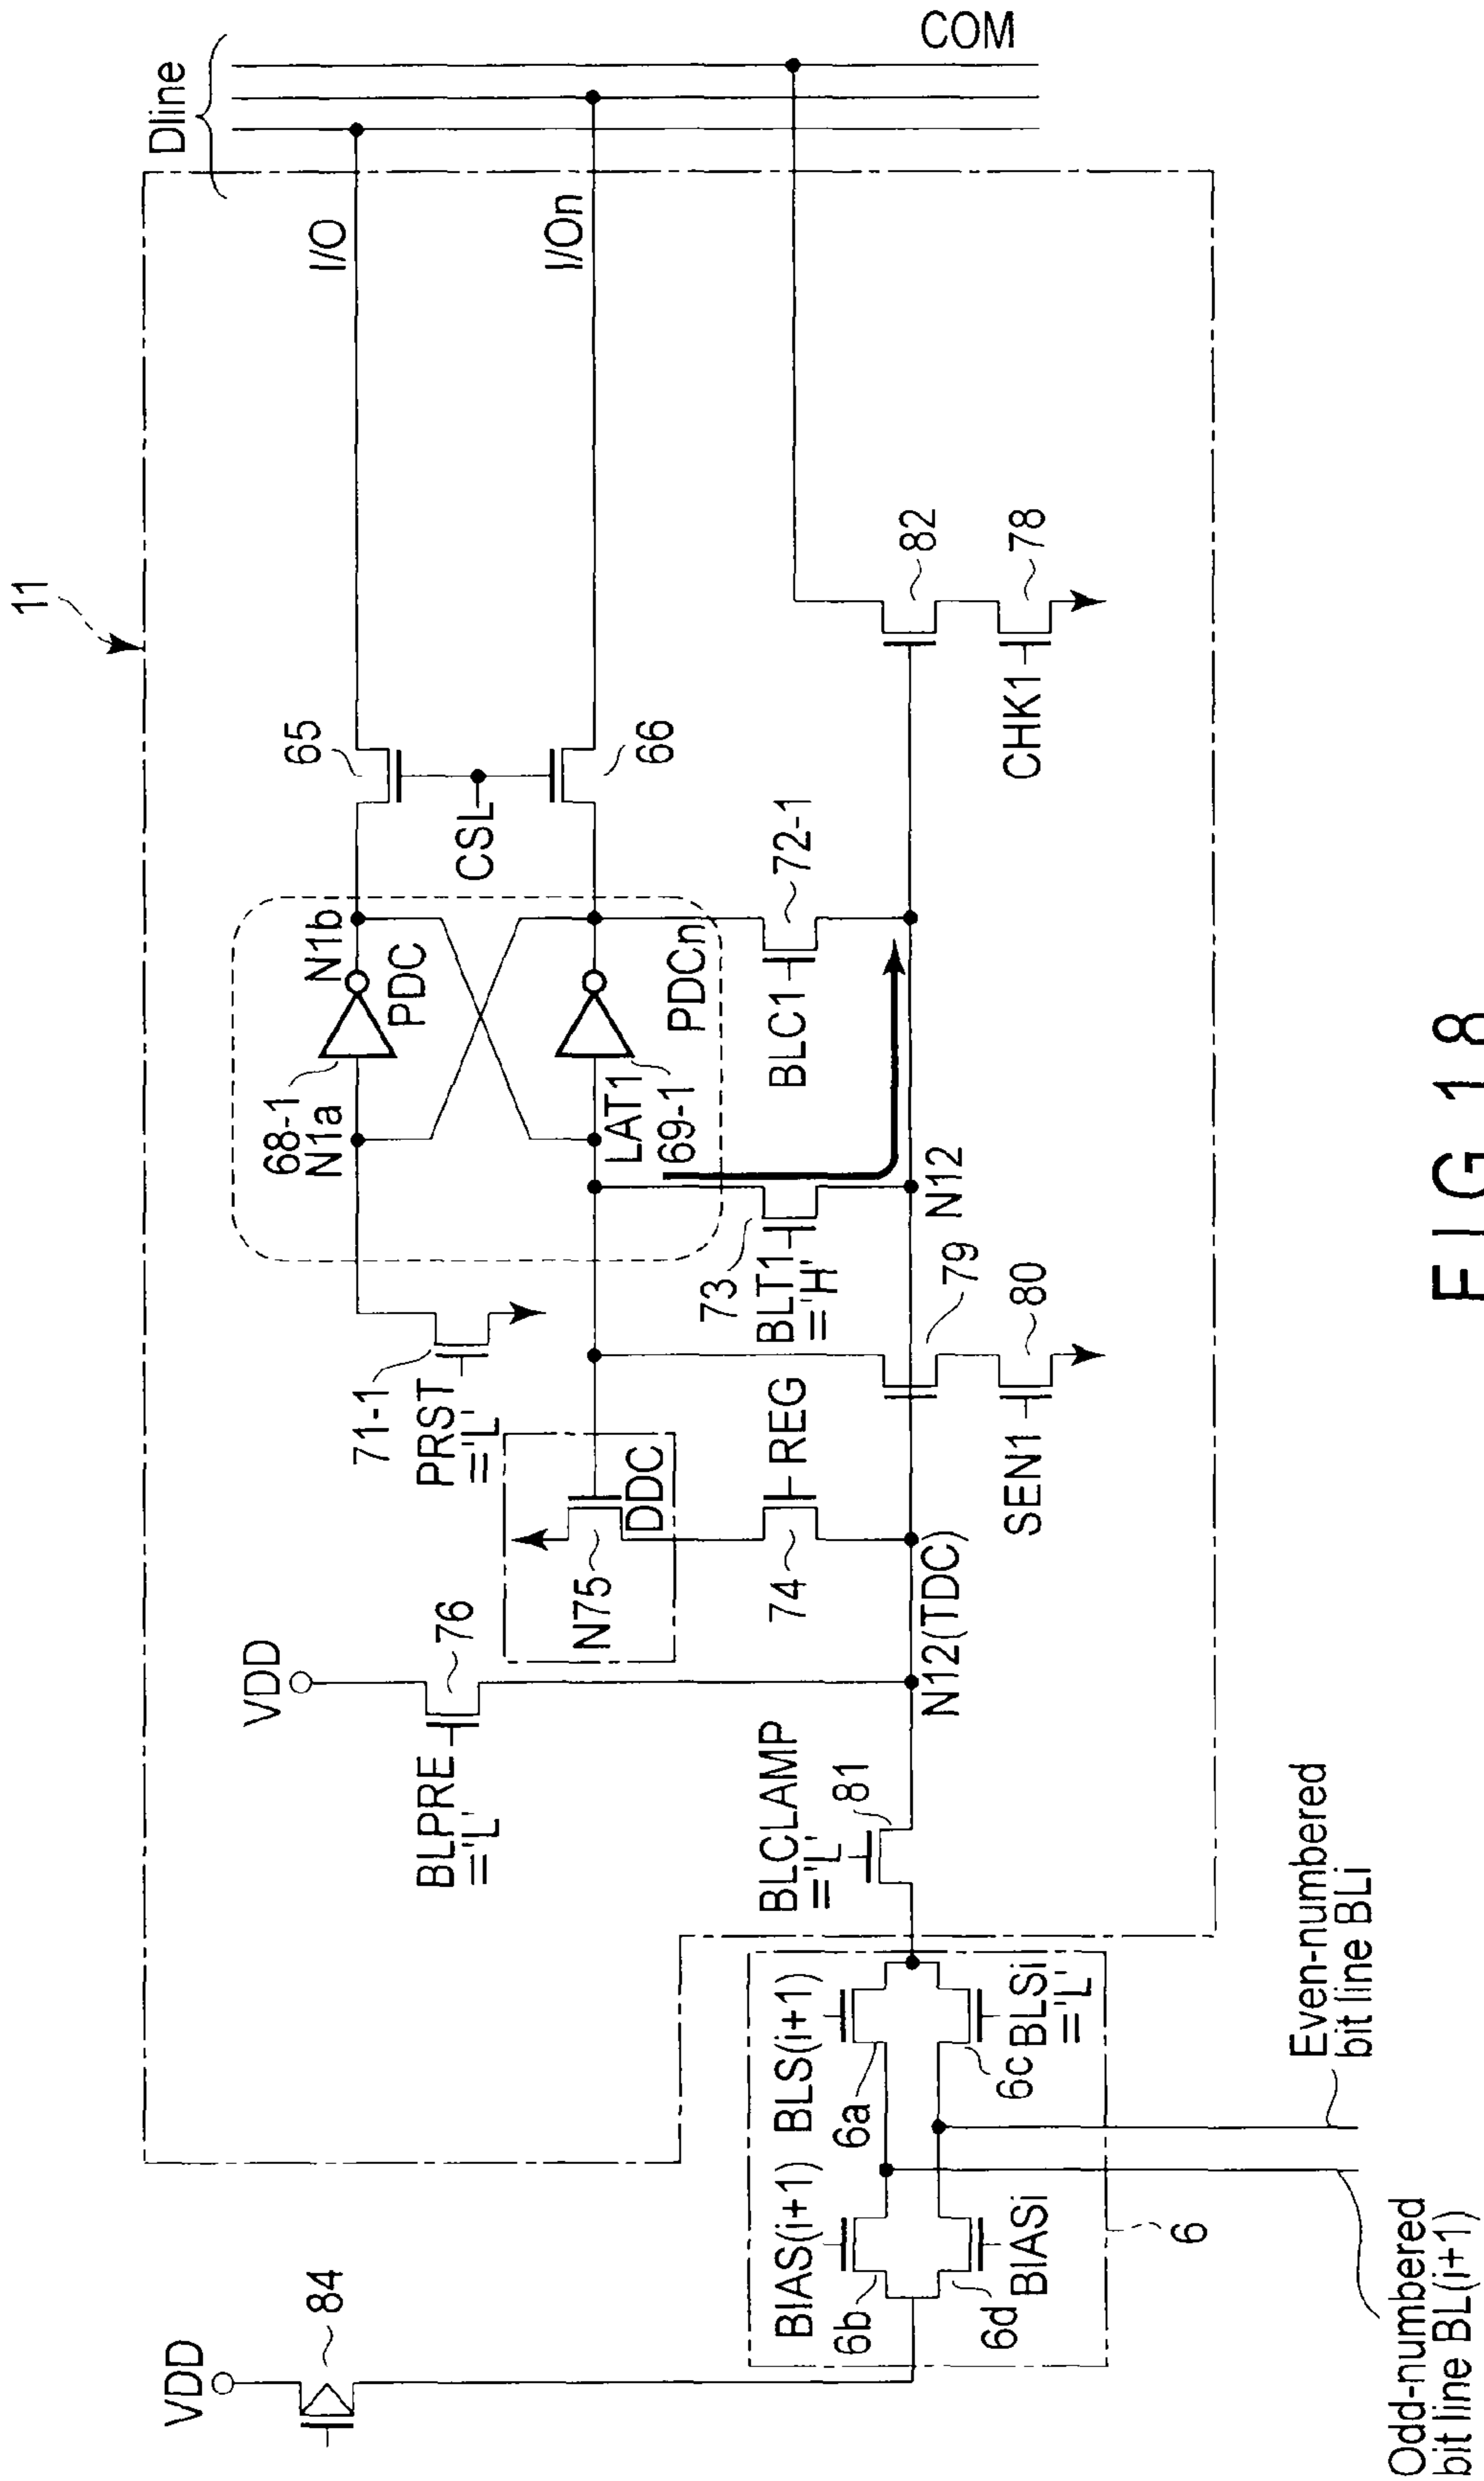 11
Dline
COM
I/O
I/On
65
66
CSL
82
78
CHK1
72-1
BLC1
N1b
PDC
PDCn
68-1
N1a
LAT1
69-1
73
BLT1
='H'
N12
79
80
SEN1
71-1
PRST
='L'
DDC
N75
REG
74
N12(TDC)
VDD
76
BLPRE
='L'
BLCLAMP
='L'
81
BLS(i+1)
6a
6c
BLSi
='L'
BIAS(i+1)
6b
6d
BIASi
6
VDD
84
Even-numbered
bit line BLi
Odd-numbered
bit line BL(i+1)
FIG 18